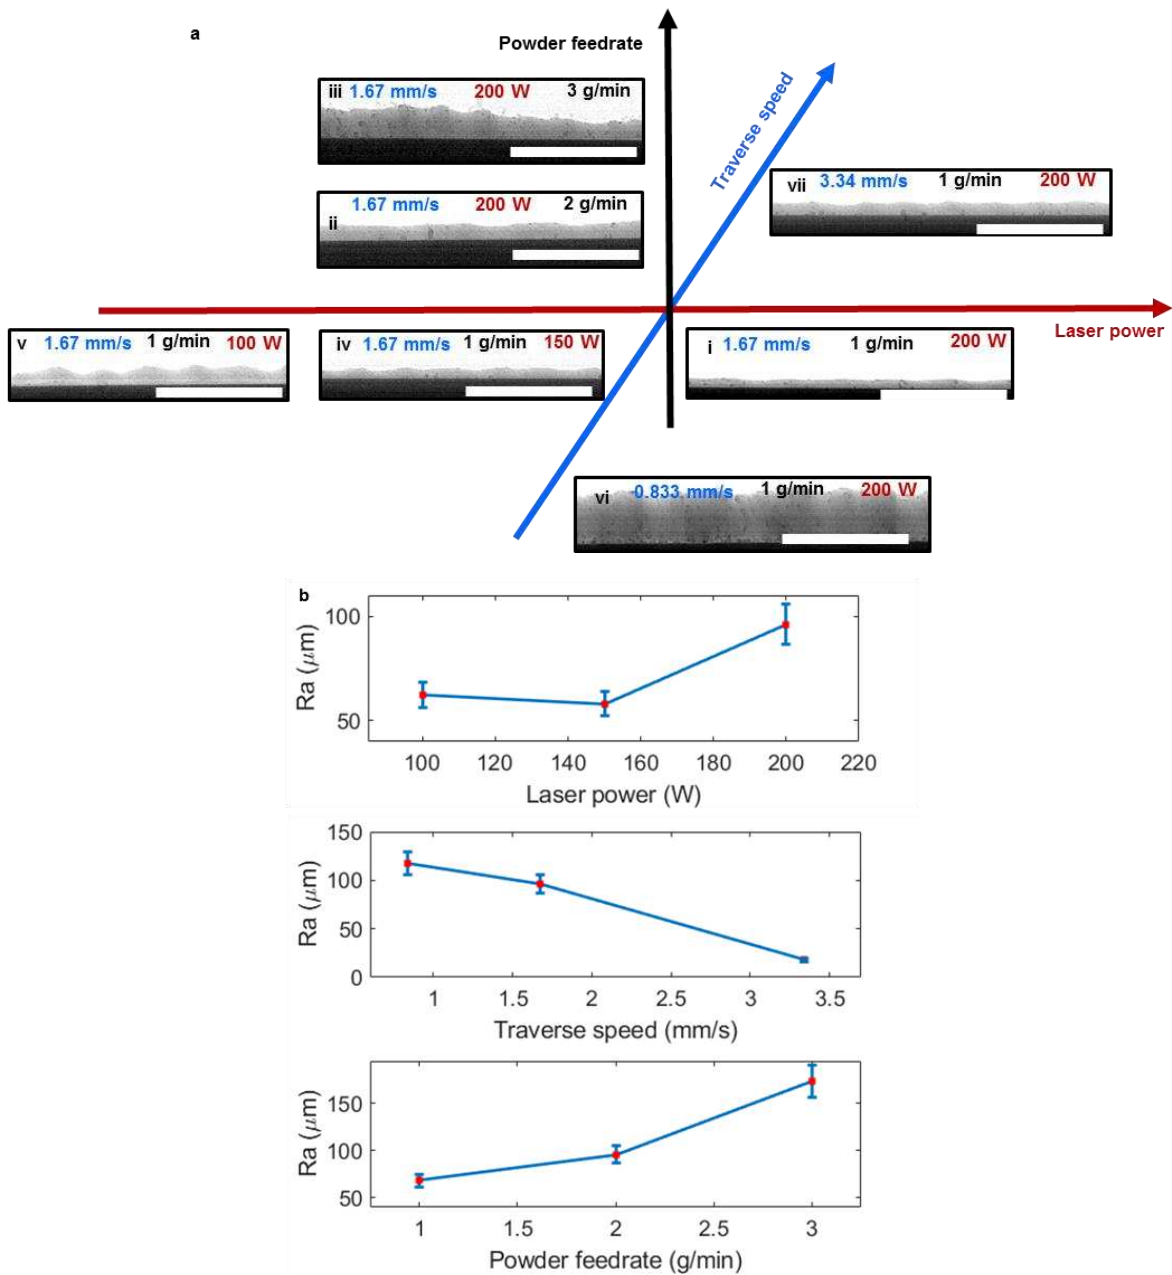 a
Powder feedrate
Traverse speed
iii 1.67 mm/s 200 W 3 g/min
1.67 mm/s 200 W 2 g/min
ii
vii 3.34 mm/s 1 g/min 200 W
Laser power
v 1.67 mm/s 1 g/min 100 W
iv 1.67 mm/s 1 g/min 150 W
i 1.67 mm/s 1 g/min 200 W
vi 0.833 mm/s 1 g/min 200 W
b
100
50
Ra (μm)
100 120 140 160 180 200 220
Laser power (W)
150
100
50
0
Ra (μm)
1 1.5 2 2.5 3 3.5
Traverse speed (mm/s)
150
100
50
Ra (μm)
1 1.5 2 2.5 3
Powder feedrate (g/min)